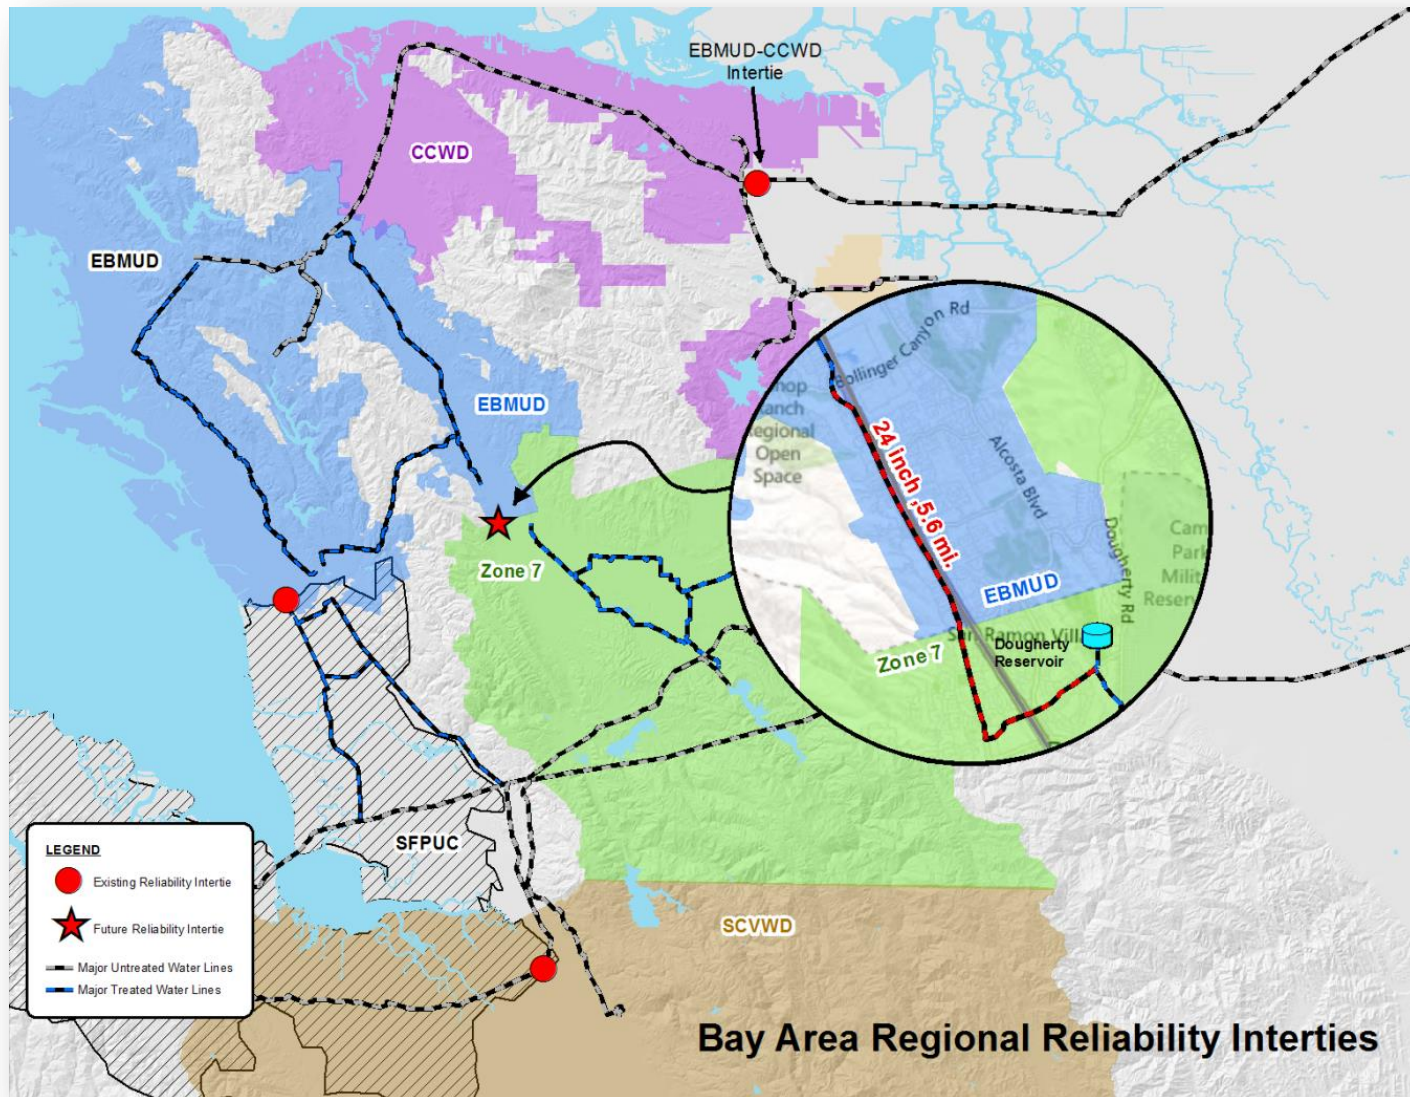 EBMUD-CCWD
Intertie
CCWD
EBMUD
EBMUD
Zone 7
SFPUC
SCVWD
Bollinger Canyon Rd
Ranch
Regional
Open
Space
24 inch ,5.6 mi.
Alcosta Blvd
Dougherty Rd
EBMUD
Zone 7
Dougherty
Reservoir
LEGEND
Existing Reliability Intertie
Future Reliability Intertie
Major Untreated Water Lines
Major Treated Water Lines
Bay Area Regional Reliability Interties